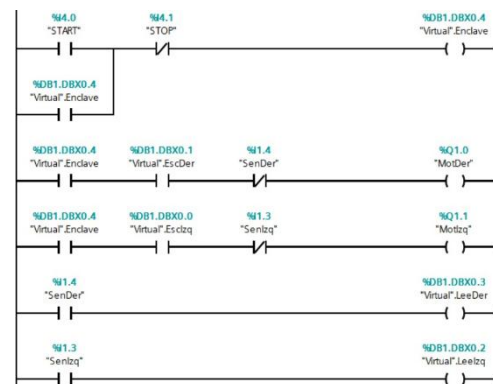 %I4.0 %I4.1 %DB1.DBX0.4
"START" "STOP" "Virtual".Enclave
%DB1.DBX0.4
"Virtual".Enclave
%DB1.DBX0.4 %DB1.DBX0.1 %I1.4 %Q1.0
"Virtual".Enclave "Virtual".EscDer "SenDer" "MotDer"
%DB1.DBX0.4 %DB1.DBX0.0 %I1.3 %Q1.1
"Virtual".Enclave "Virtual".EscIzq "SenIzq" "MotIzq"
%I1.4 %DB1.DBX0.3
"SenDer" "Virtual".LeeDer
%I1.3 %DB1.DBX0.2
"SenIzq" "Virtual".LeeIzq